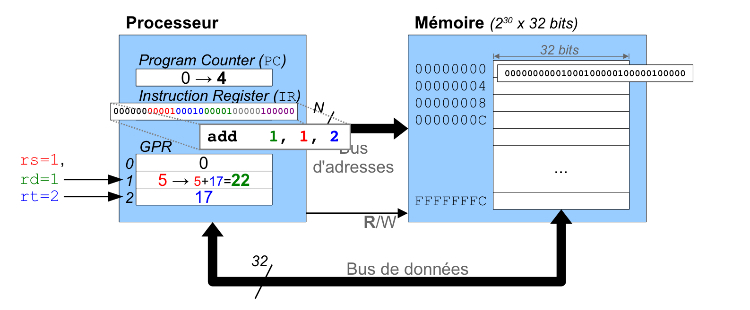 Processeur
Mémoire (2³⁰ x 32 bits)
Program Counter (PC)
0 → 4
Instruction Register (IR)
00000000001000100000100000100000
N
add 1, 1, 2
GPR
0 0
1 5 → 5+17=22
2 17
rs=1,
rd=1
rt=2
Bus
d'adresses
R/W
32 bits
00000000 00000000001000100000100000100000
00000004
00000008
0000000C
...
FFFFFFFC
32
Bus de données